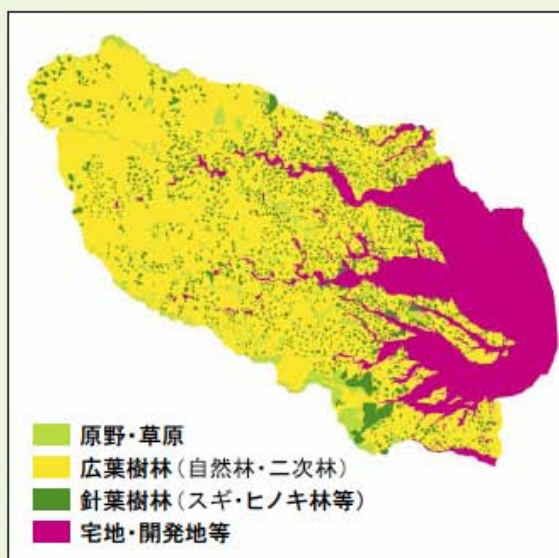 原野・草原
広葉樹林（自然林・二次林）
針葉樹林（スギ・ヒノキ林等）
宅地・開発地等